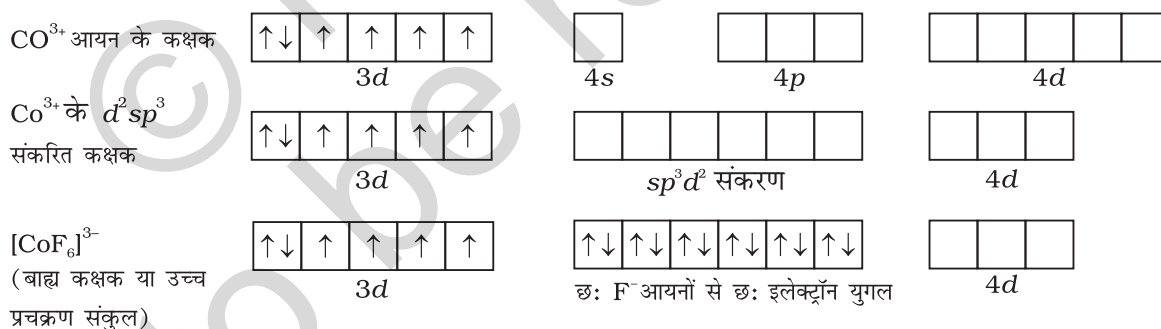 CO³⁺ आयन के कक्षक ↑↓ ↑ ↑ ↑ ↑
3d 4s 4p 4d
Co³⁺ के d²sp³
संकरित कक्षक ↑↓ ↑ ↑ ↑ ↑
3d sp³d² संकरण 4d
[CoF₆]³⁻ ↑↓ ↑ ↑ ↑ ↑ ↑↓ ↑↓ ↑↓ ↑↓ ↑↓ ↑↓
(बाह्य कक्षक या उच्च
प्रचक्रण संकुल)
3d छ: F⁻ आयनों से छ: इलेक्ट्रॉन युगल 4d